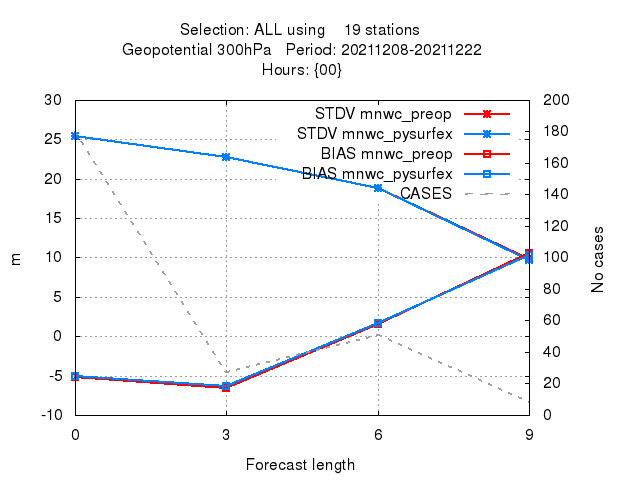 Selection: ALL using    19 stations
Geopotential 300hPa   Period: 20211208-20211222
Hours: {00}
30
25
20
15
10
5
0
-5
-10
m
200
180
160
140
120
100
80
60
40
20
0
No cases
STDV mnwc_preop
STDV mnwc_pysurfex
BIAS mnwc_preop
BIAS mnwc_pysurfex
CASES
0 3 6 9
Forecast length